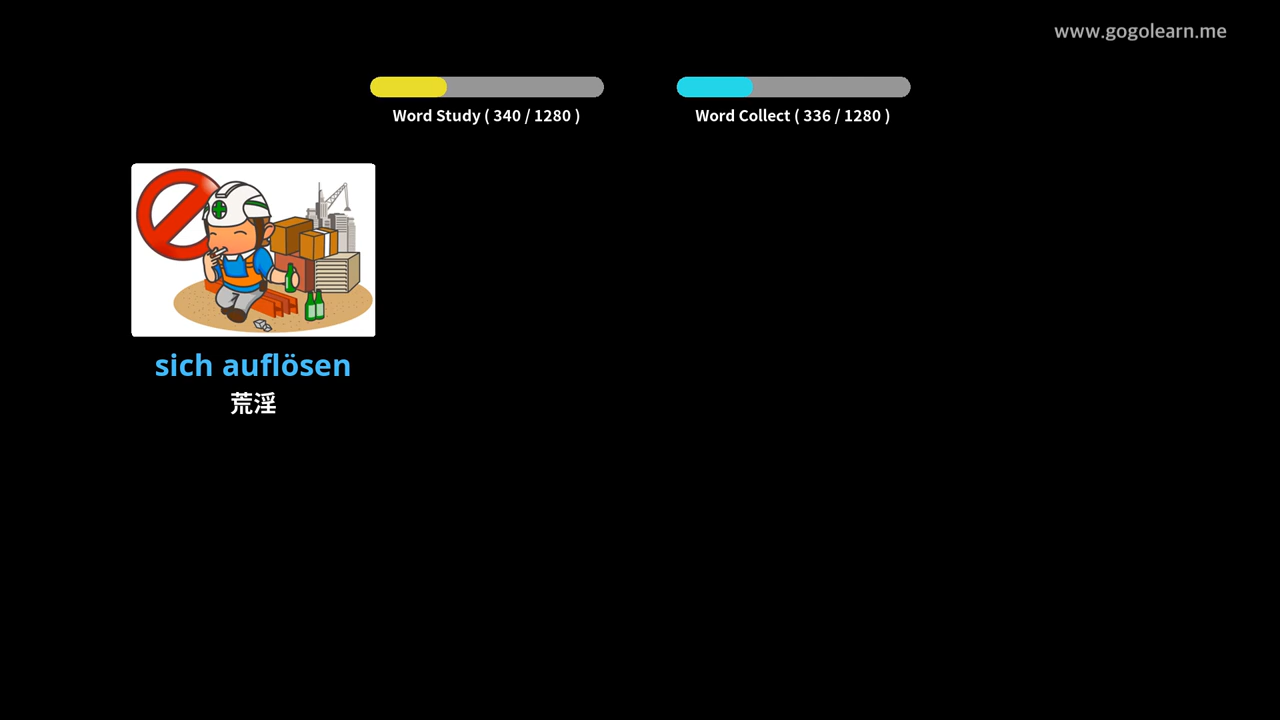 www.gogolearn.me
Word Study ( 340 / 1280 )
Word Collect ( 336 / 1280 )
sich auflösen
荒淫